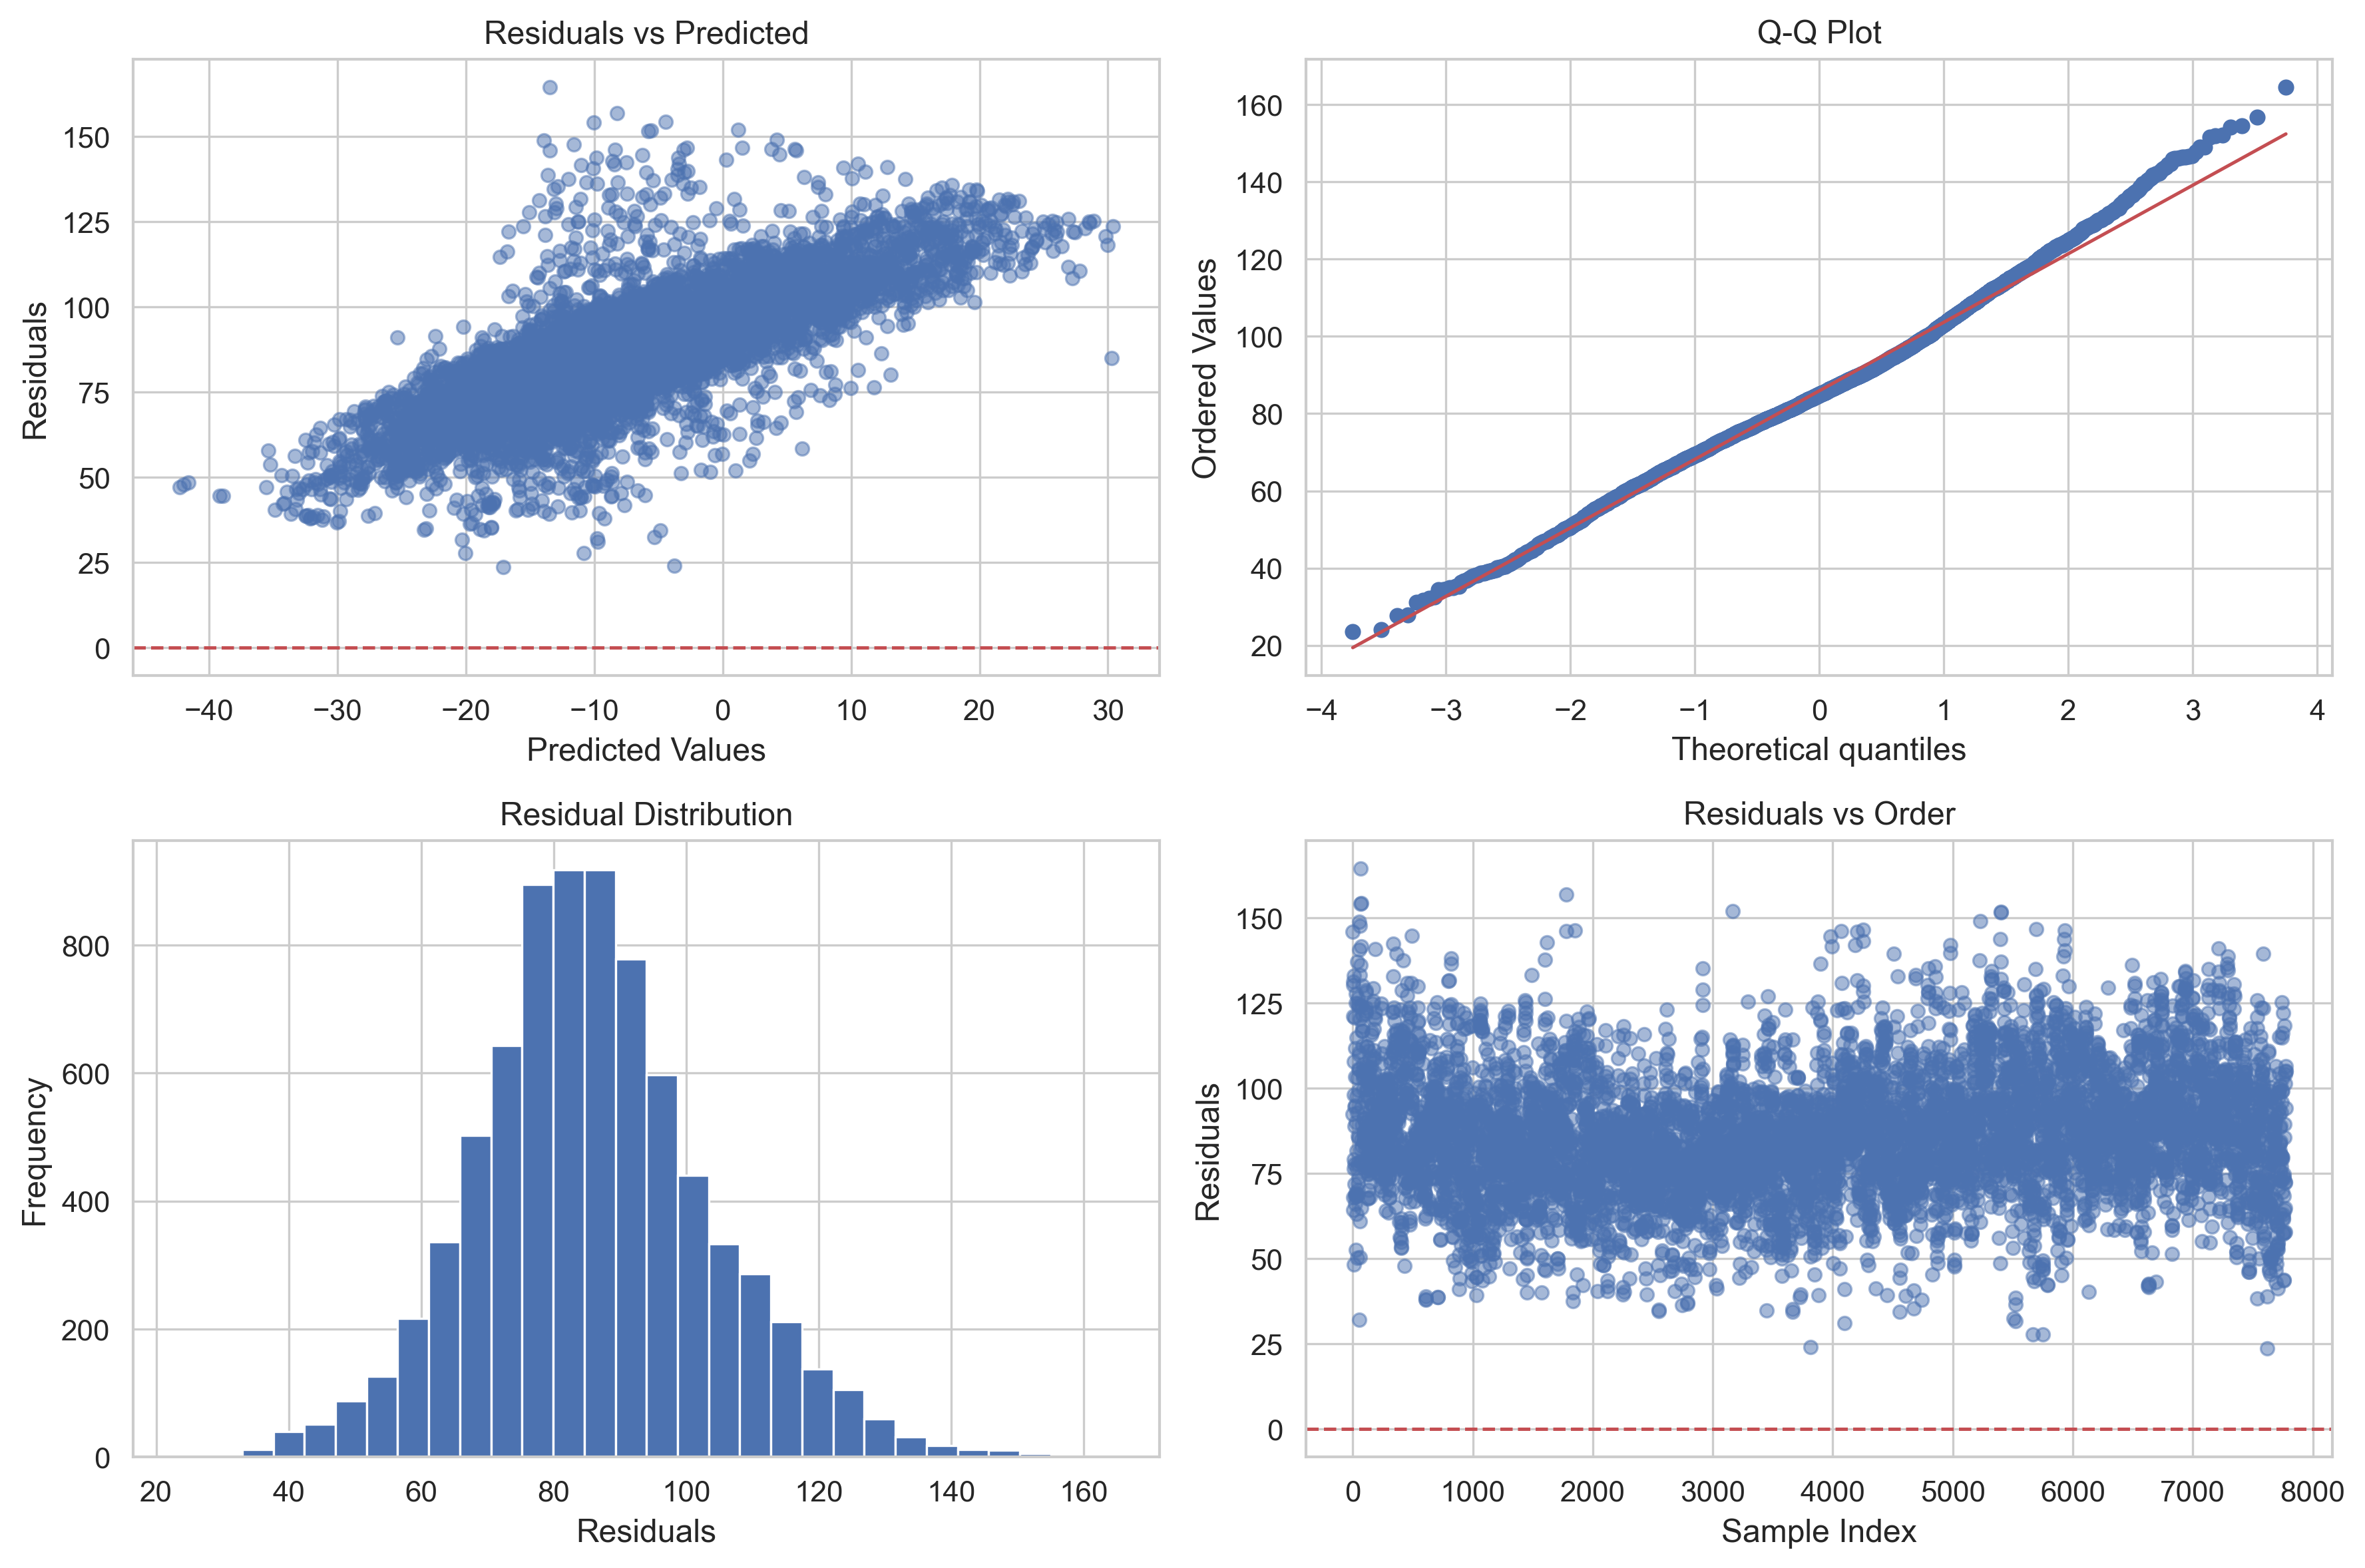 Residuals vs Predicted
Residuals
150
125
100
75
50
25
0
−40 −30 −20 −10 0 10 20 30
Predicted Values
Q-Q Plot
Ordered Values
160
140
120
100
80
60
40
20
−4 −3 −2 −1 0 1 2 3 4
Theoretical quantiles
Residual Distribution
Frequency
800
600
400
200
0
20 40 60 80 100 120 140 160
Residuals
Residuals vs Order
Residuals
150
125
100
75
50
25
0
0 1000 2000 3000 4000 5000 6000 7000 8000
Sample Index